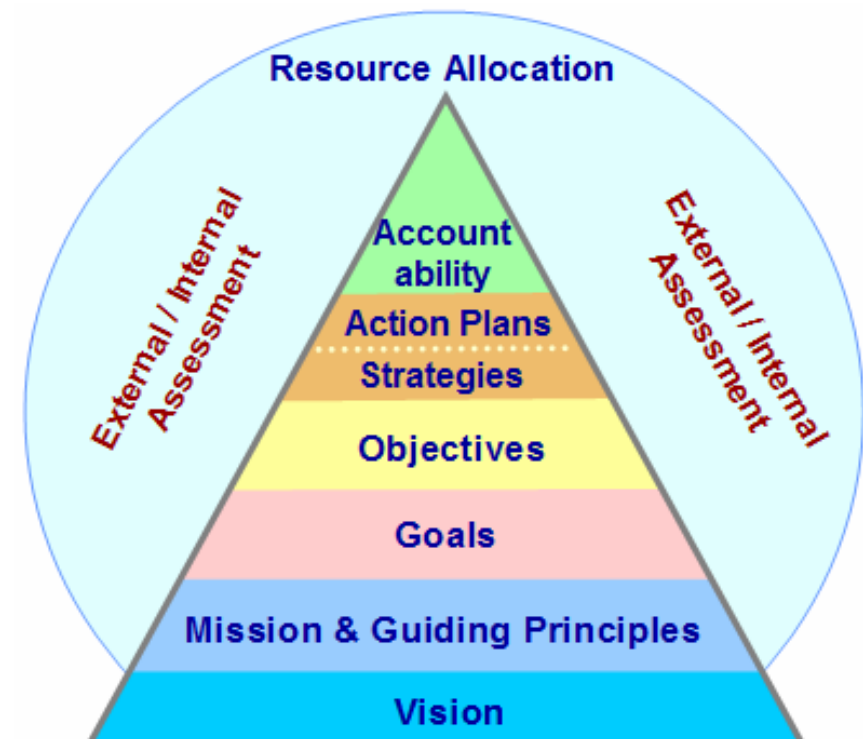 Resource Allocation
External / Internal
Assessment
External / Internal
Assessment
Account
ability
Action Plans
Strategies
Objectives
Goals
Mission & Guiding Principles
Vision